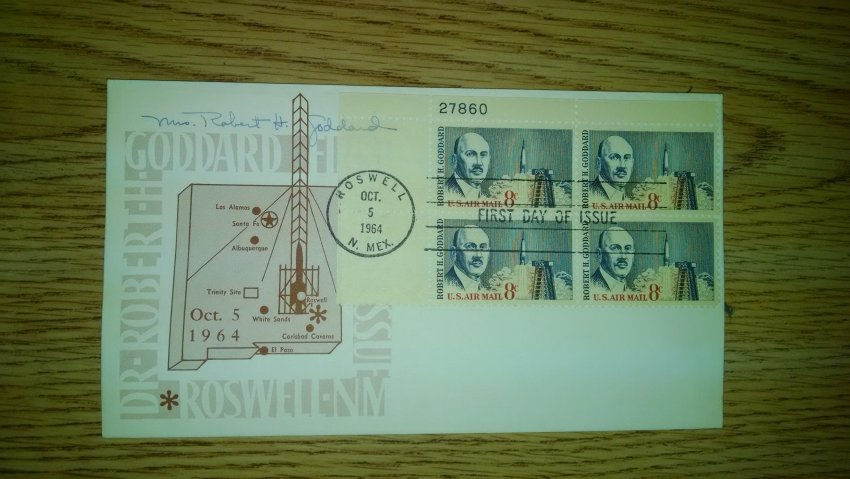 Mrs. Robert H. Goddard
27860
DR·ROBERT·H·
GODDARD
ROSWELL·NM
Los Alamos
Santa Fe
Albuquerque
Trinity Site
Roswell
Oct. 5
1964
White Sands
Carlsbad Caverns
El Paso
ROSWELL
OCT.
5
1964
N. MEX.
FIRST DAY OF ISSUE
ROBERT H. GODDARD
U.S. AIR MAIL 8c
ROBERT H. GODDARD
U.S. AIR MAIL 8c
ROBERT H. GODDARD
U.S. AIR MAIL 8c
ROBERT H. GODDARD
U.S. AIR MAIL 8c